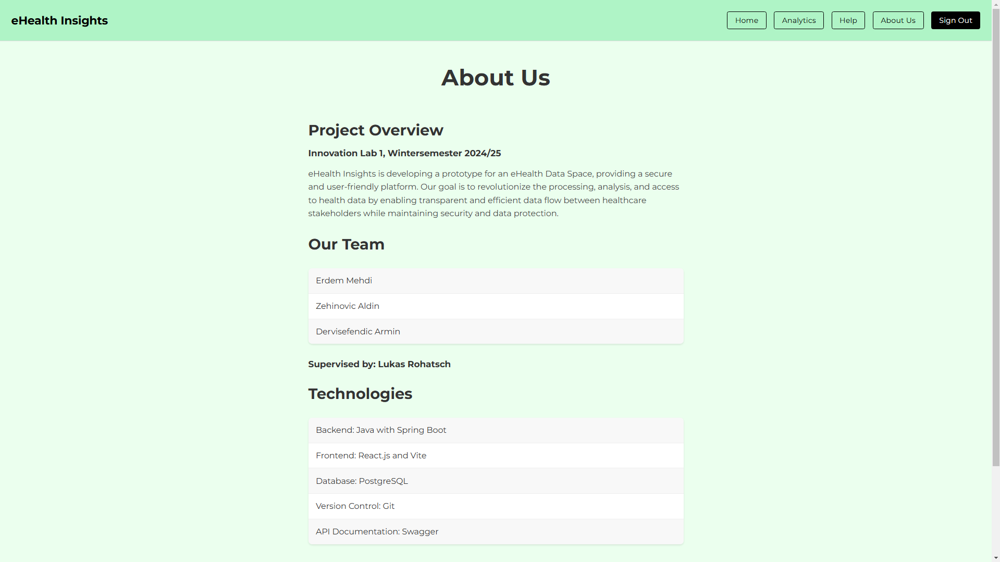 eHealth Insights
Home
Analytics
Help
About Us
Sign Out
About Us
Project Overview
Innovation Lab 1, Wintersemester 2024/25
eHealth Insights is developing a prototype for an eHealth Data Space, providing a secure
and user-friendly platform. Our goal is to revolutionize the processing, analysis, and access
to health data by enabling transparent and efficient data flow between healthcare
stakeholders while maintaining security and data protection.
Our Team
Erdem Mehdi
Zehinovic Aldin
Dervisefendic Armin
Supervised by: Lukas Rohatsch
Technologies
Backend: Java with Spring Boot
Frontend: React.js and Vite
Database: PostgreSQL
Version Control: Git
API Documentation: Swagger